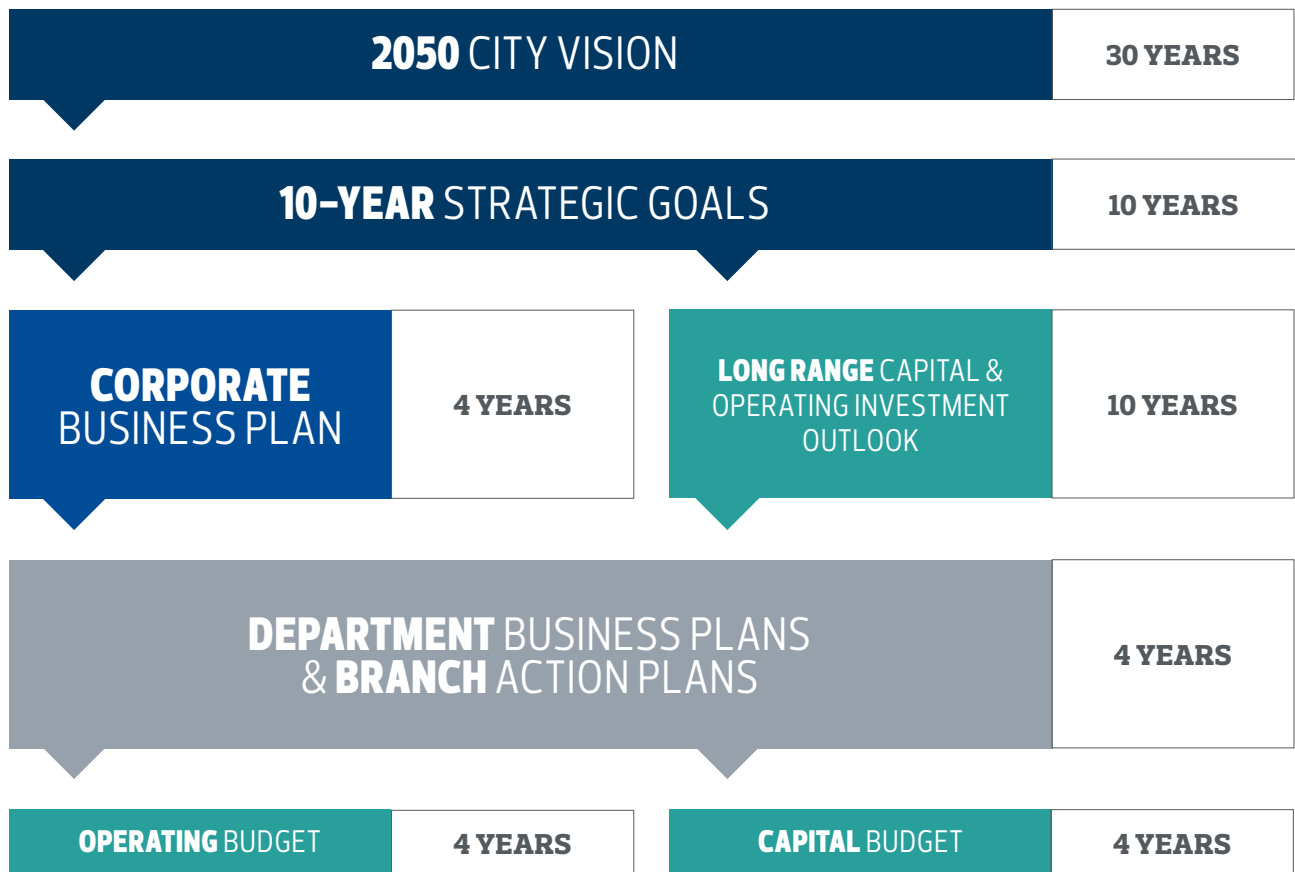 2050 CITY VISION
30 YEARS
10-YEAR STRATEGIC GOALS
10 YEARS
CORPORATE
BUSINESS PLAN
4 YEARS
LONG RANGE CAPITAL &
OPERATING INVESTMENT
OUTLOOK
10 YEARS
DEPARTMENT BUSINESS PLANS
& BRANCH ACTION PLANS
4 YEARS
OPERATING BUDGET
4 YEARS
CAPITAL BUDGET
4 YEARS